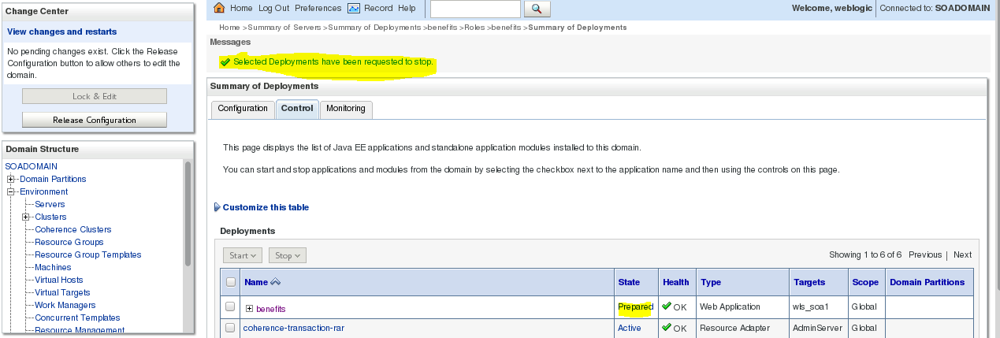 Change Center
View changes and restarts
No pending changes exist. Click the Release
Configuration button to allow others to edit the
domain.
Lock & Edit
Release Configuration
Domain Structure
SOADOMAIN
Domain Partitions
Environment
Servers
Clusters
Coherence Clusters
Resource Groups
Resource Group Templates
Machines
Virtual Hosts
Virtual Targets
Work Managers
Concurrent Templates
Resource Management
Home Log Out Preferences Record Help
Welcome, weblogic Connected to: SOADOMAIN
Home >Summary of Servers >Summary of Deployments >benefits >Roles >benefits >Summary of Deployments
Messages
Selected Deployments have been requested to stop.
Summary of Deployments
Configuration Control Monitoring
This page displays the list of Java EE applications and standalone application modules installed to this domain.
You can start and stop applications and modules from the domain by selecting the checkbox next to the application name and then using the controls on this page.
Customize this table
Deployments
Start Stop Showing 1 to 6 of 6 Previous | Next
Name State Health Type Targets Scope Domain Partitions
benefits Prepared OK Web Application wls_soa1 Global
coherence-transaction-rar Active OK Resource Adapter AdminServer Global